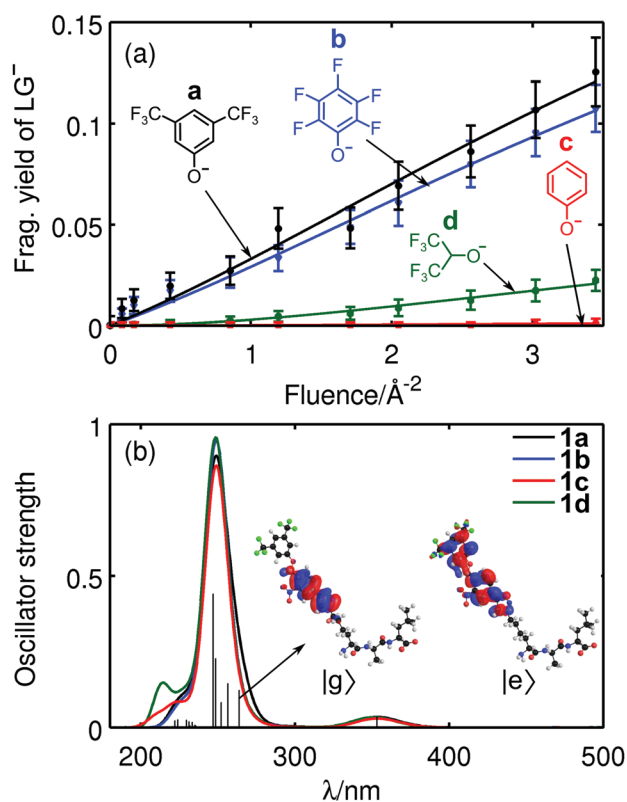 (a)
Frag. yield of LG⁻
0.15
0.1
0.05
0
a
CF₃
F₃C
O⁻
b
F
F
F
F
F
O⁻
c
O⁻
d
F₃C
O⁻
F₃C
0 1 2 3
Fluence/Å⁻²
(b)
Oscillator strength
1
0.5
0
1a
1b
1c
1d
|g⟩
|e⟩
200 300 400 500
λ/nm